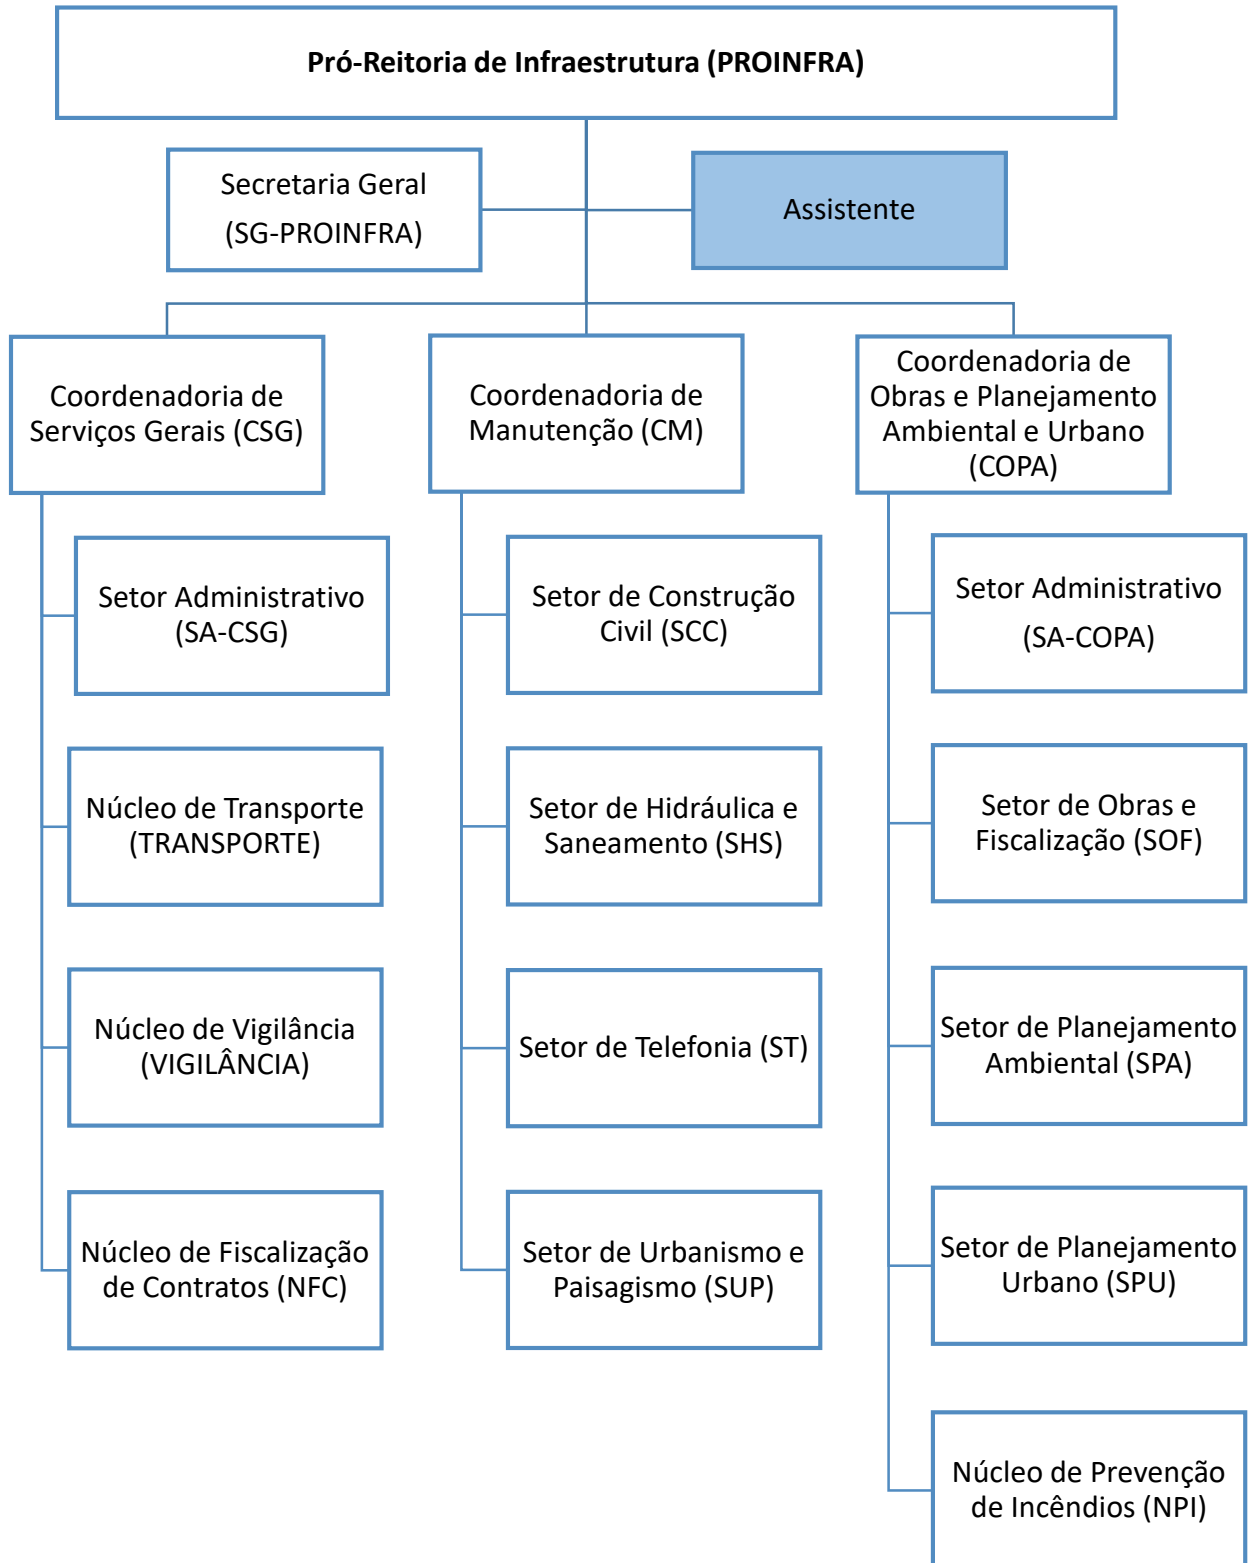 Pró-Reitoria de Infraestrutura (PROINFRA)
Secretaria Geral
(SG-PROINFRA)
Assistente
Coordenadoria de
Serviços Gerais (CSG)
Setor Administrativo
(SA-CSG)
Núcleo de Transporte
(TRANSPORTE)
Núcleo de Vigilância
(VIGILÂNCIA)
Núcleo de Fiscalização
de Contratos (NFC)
Coordenadoria de
Manutenção (CM)
Setor de Construção
Civil (SCC)
Setor de Hidráulica e
Saneamento (SHS)
Setor de Telefonia (ST)
Setor de Urbanismo e
Paisagismo (SUP)
Coordenadoria de
Obras e Planejamento
Ambiental e Urbano
(COPA)
Setor Administrativo
(SA-COPA)
Setor de Obras e
Fiscalização (SOF)
Setor de Planejamento
Ambiental (SPA)
Setor de Planejamento
Urbano (SPU)
Núcleo de Prevenção
de Incêndios (NPI)